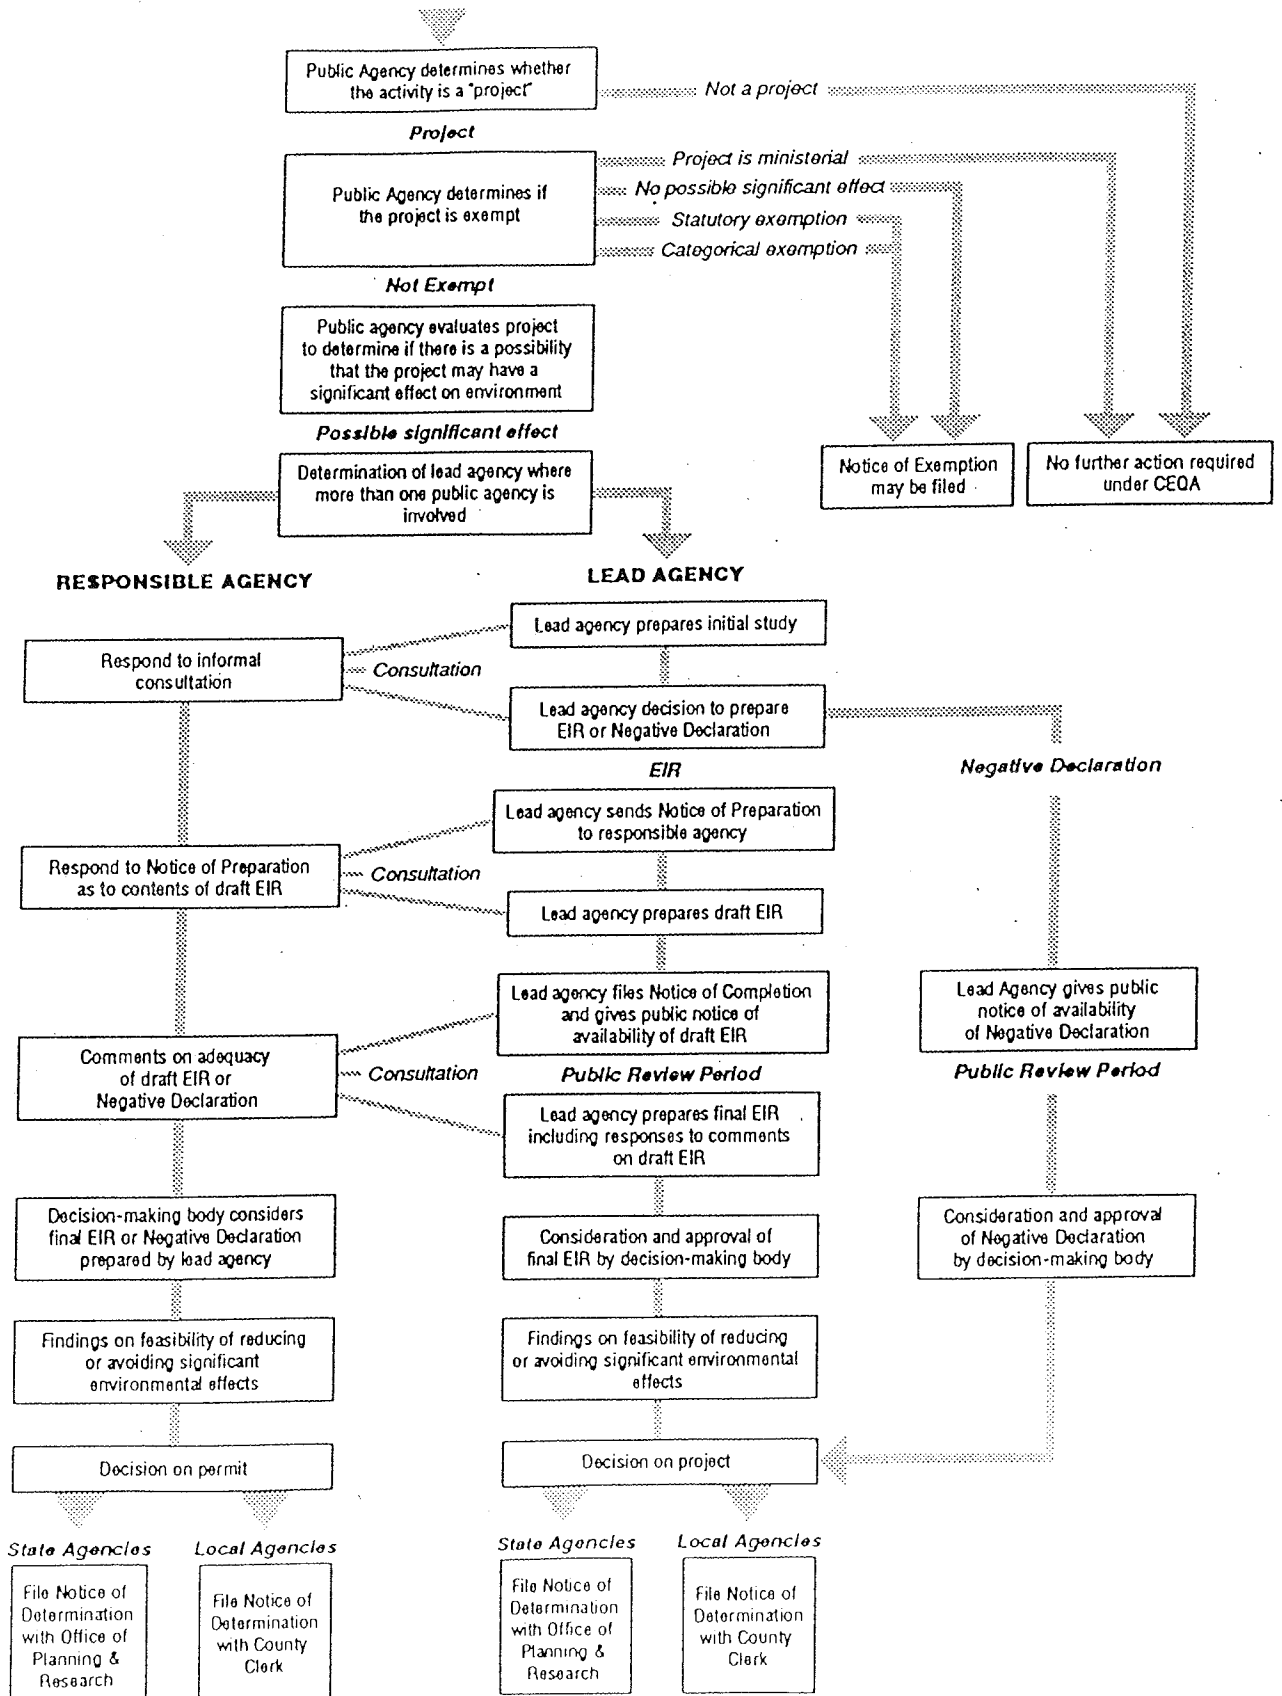 Public Agency determines whether
the activity is a "project"
Not a project
Project
Public Agency determines if
the project is exempt
Project is ministerial
No possible significant effect
Statutory exemption
Categorical exemption
Not Exempt
Public agency evaluates project
to determine if there is a possibility
that the project may have a
significant effect on environment
Possible significant effect
Notice of Exemption
may be filed
No further action required
under CEQA
Determination of lead agency where
more than one public agency is
involved
RESPONSIBLE AGENCY
LEAD AGENCY
Lead agency prepares initial study
Respond to informal
consultation
Consultation
Lead agency decision to prepare
EIR or Negative Declaration
EIR
Negative Declaration
Lead agency sends Notice of Preparation
to responsible agency
Respond to Notice of Preparation
as to contents of draft EIR
Consultation
Lead agency prepares draft EIR
Lead agency files Notice of Completion
and gives public notice of
availability of draft EIR
Lead Agency gives public
notice of availability
of Negative Declaration
Comments on adequacy
of draft EIR or
Negative Declaration
Consultation
Public Review Period
Public Review Period
Lead agency prepares final EIR
including responses to comments
on draft EIR
Decision-making body considers
final EIR or Negative Declaration
prepared by lead agency
Consideration and approval of
final EIR by decision-making body
Consideration and approval
of Negative Declaration
by decision-making body
Findings on feasibility of reducing
or avoiding significant
environmental effects
Findings on feasibility of reducing
or avoiding significant environmental
effects
Decision on permit
Decision on project
State Agencies
Local Agencies
State Agencies
Local Agencies
File Notice of
Determination
with Office of
Planning &
Research
File Notice of
Determination
with County
Clerk
File Notice of
Determination
with Office of
Planning &
Research
File Notice of
Determination
with County
Clerk